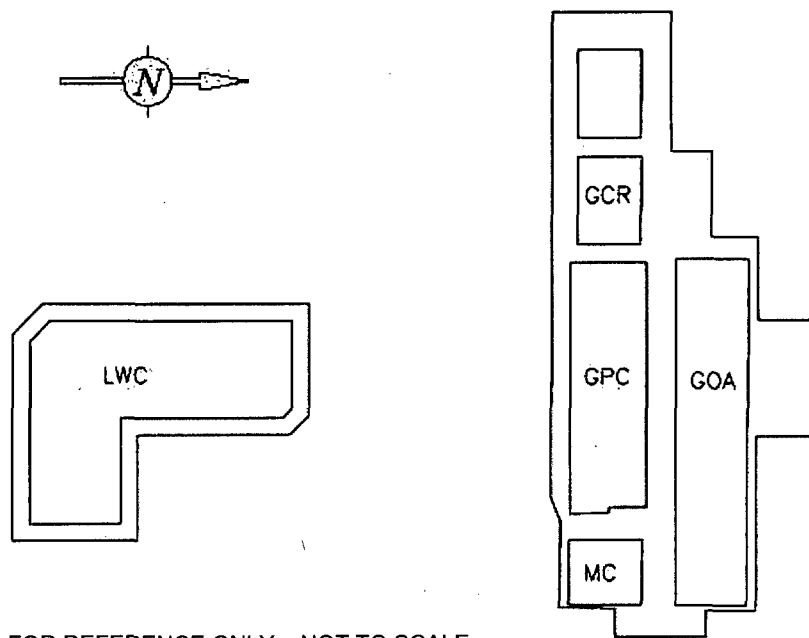 N
GCR
LWC
GPC
GOA
MC
FOR REFERENCE ONLY - NOT TO SCALE